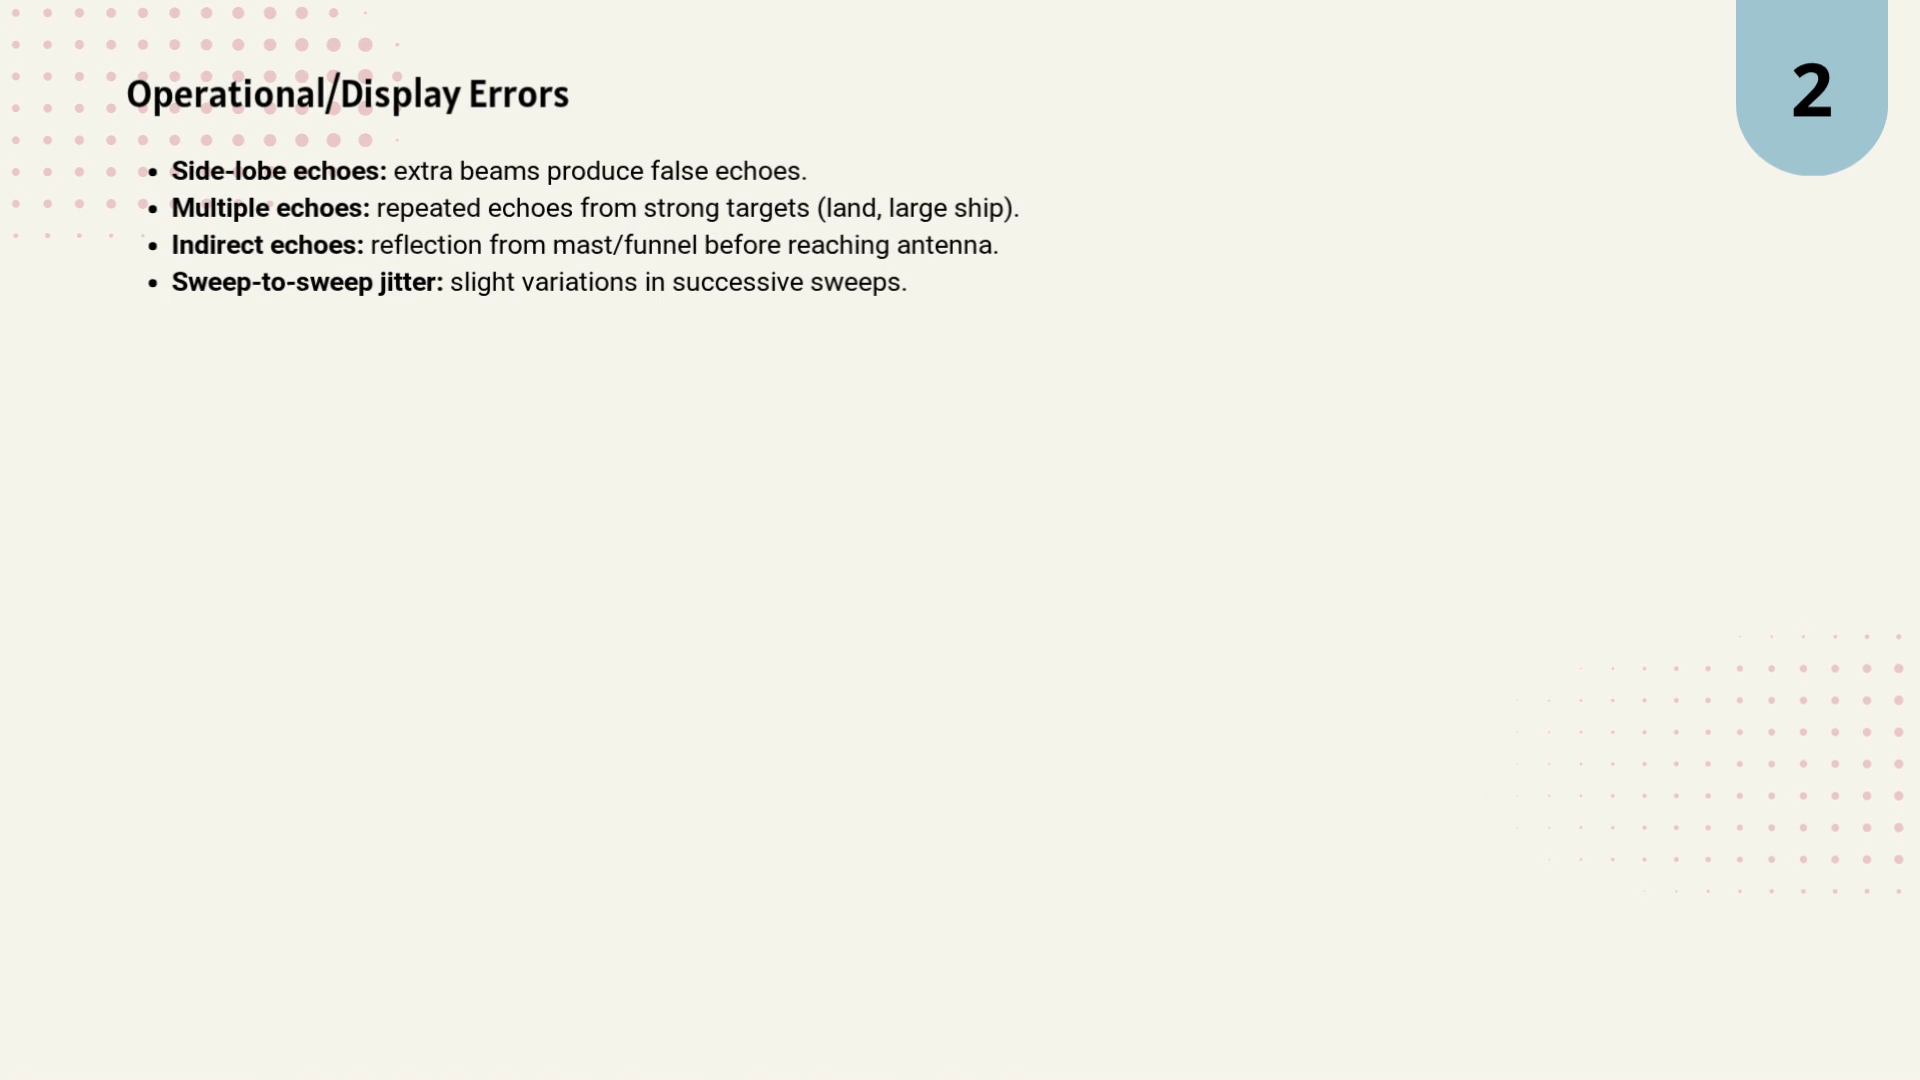 Operational/Display Errors
2
• Side-lobe echoes: extra beams produce false echoes.
• Multiple echoes: repeated echoes from strong targets (land, large ship).
• Indirect echoes: reflection from mast/funnel before reaching antenna.
• Sweep-to-sweep jitter: slight variations in successive sweeps.